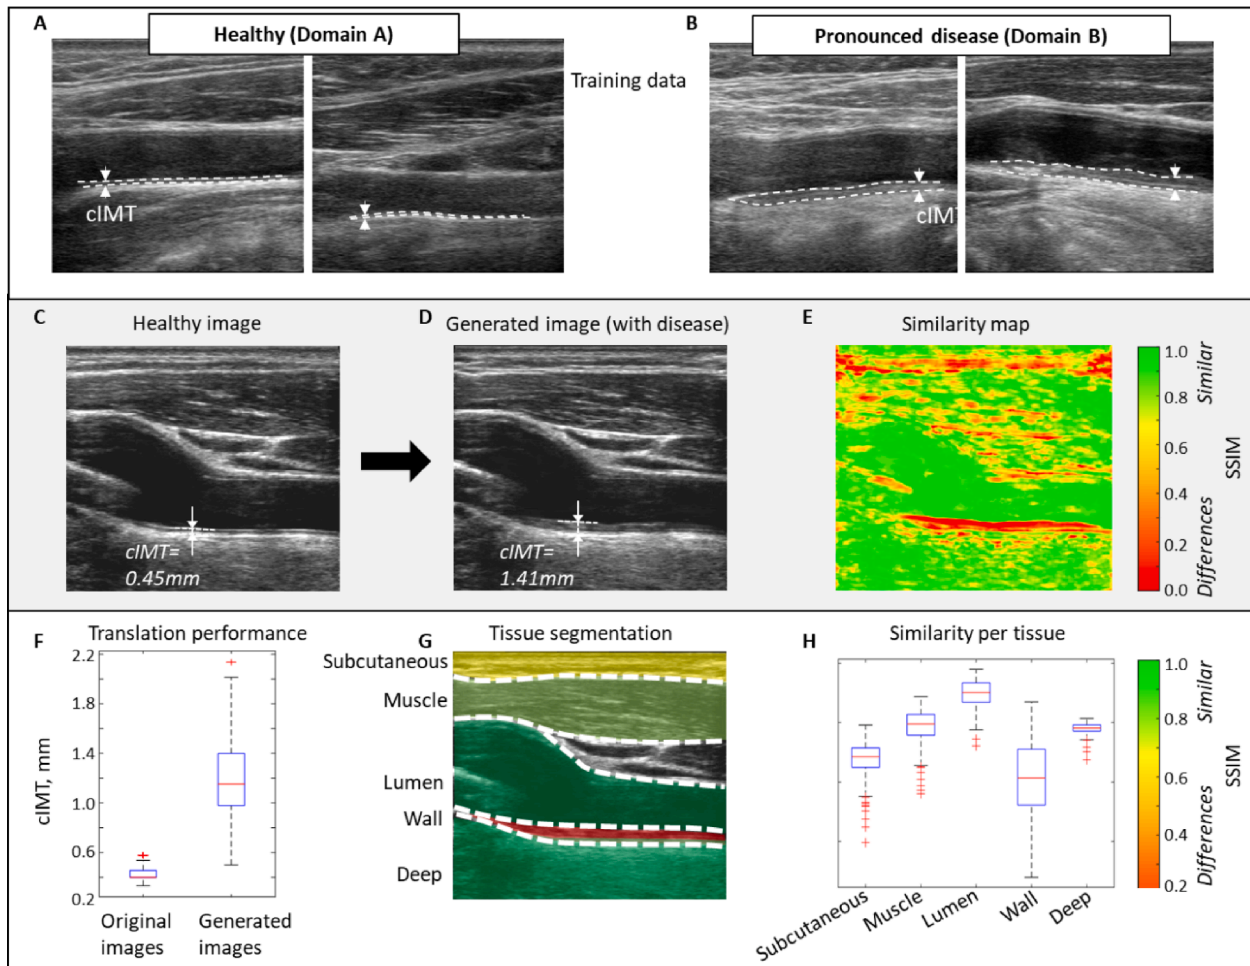 A
Healthy (Domain A)
B
Pronounced disease (Domain B)
Training data
cIMT
cIMT
C
Healthy image
D
Generated image (with disease)
E
Similarity map
cIMT=
0.45mm
cIMT=
1.41mm
1.0
0.8
0.6
0.4
0.2
0.0
Similar
Differences
SSIM
F
Translation performance
2.2
1.8
1.4
1.0
0.6
0.2
cIMT, mm
Original
images
Generated
images
G
Tissue segmentation
Subcutaneous
Muscle
Lumen
Wall
Deep
H
Similarity per tissue
Subcutaneous
Muscle
Lumen
Wall
Deep
1.0
0.8
0.6
0.4
0.2
Similar
Differences
SSIM